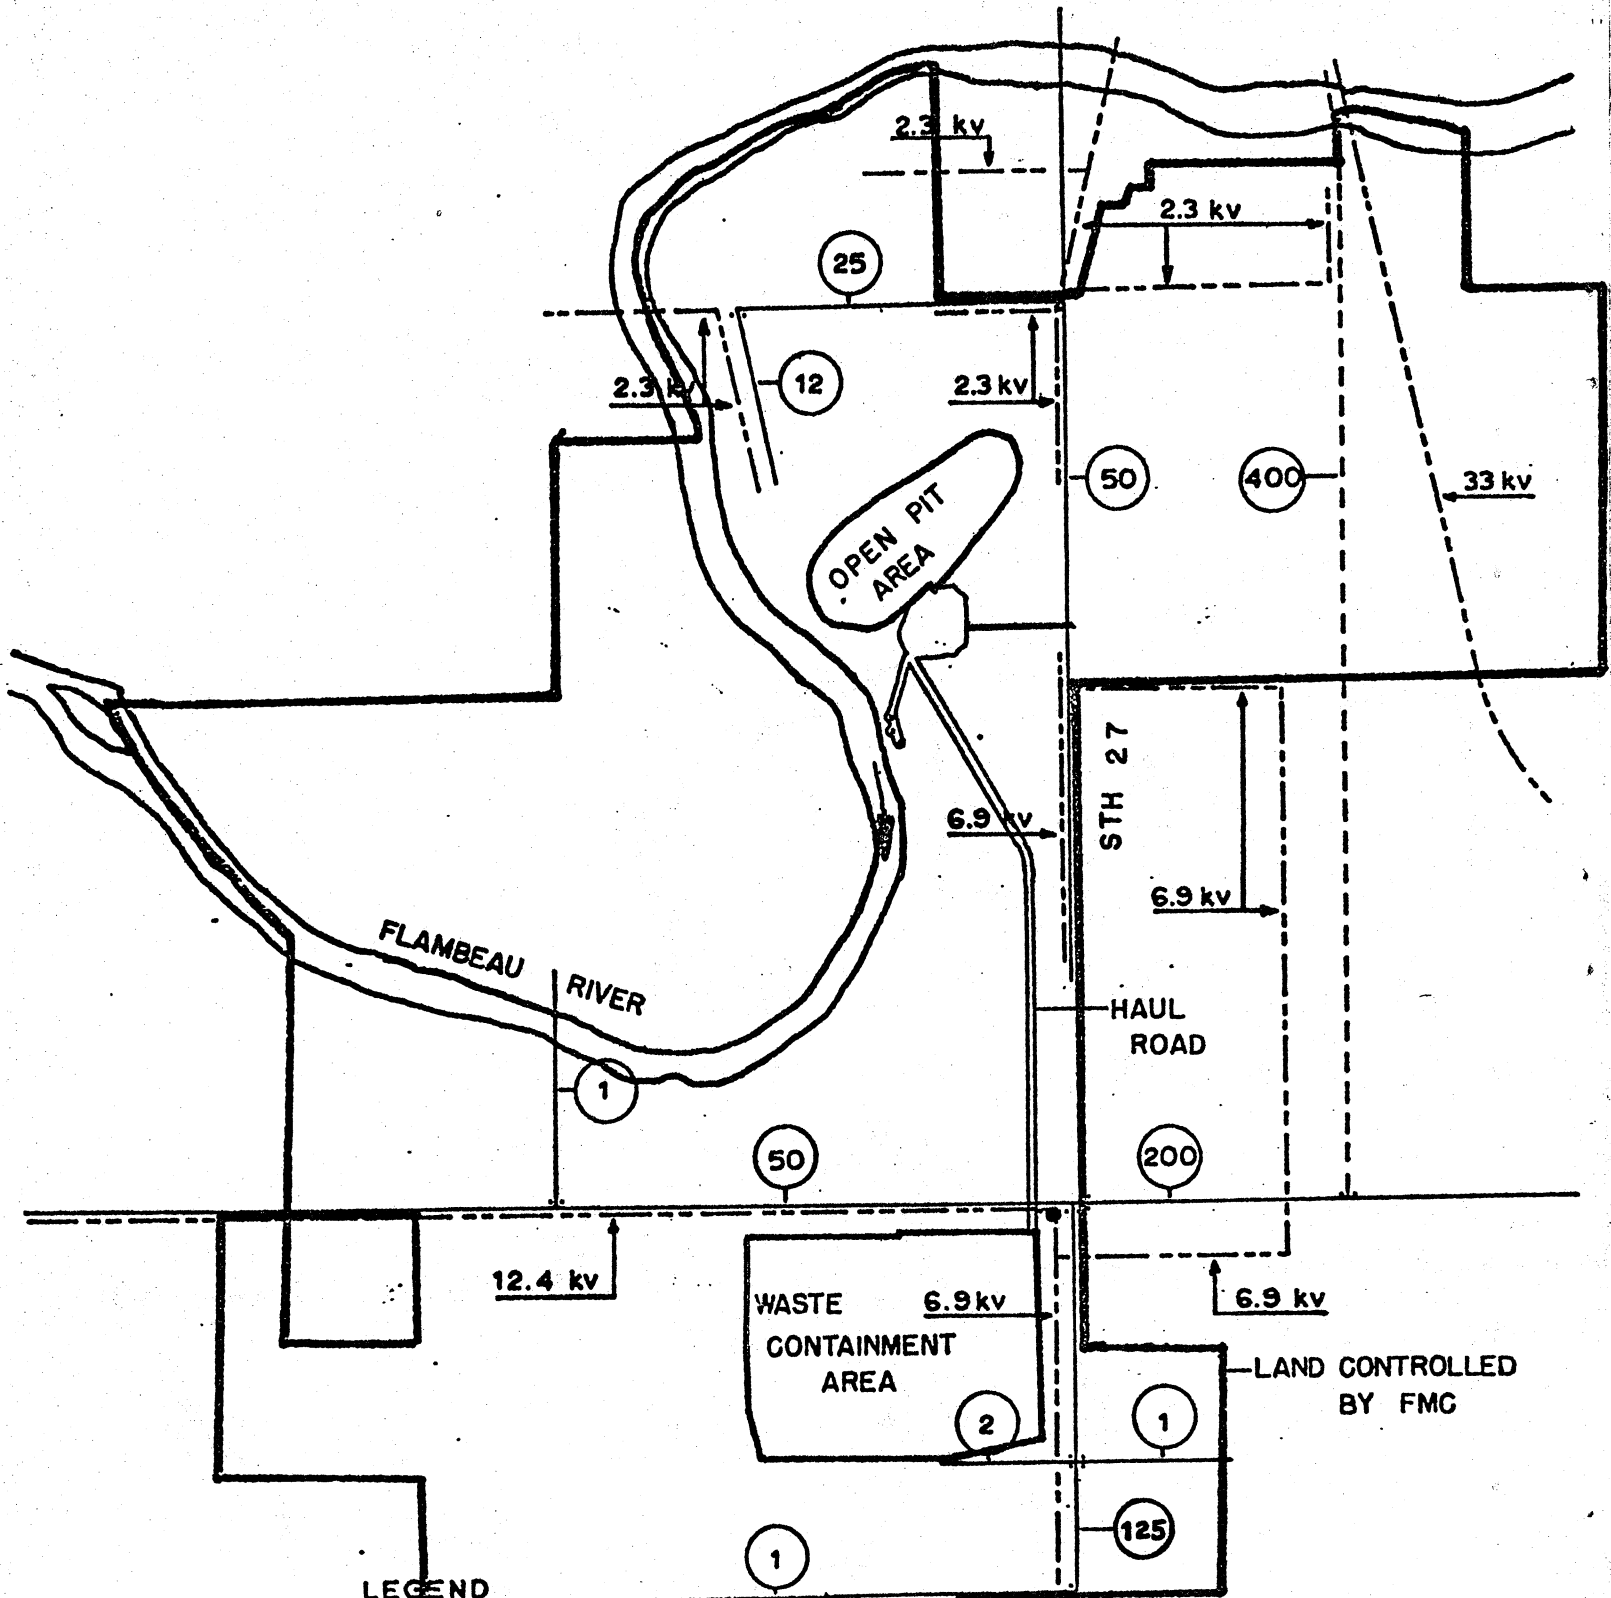 2.3 kv
2.3 kv
25
2.3 kv
12
2.3 kv
50
400
33 kv
OPEN PIT
AREA
STH 27
6.9 kv
6.9 kv
FLAMBEAU RIVER
HAUL
ROAD
1
50
200
12.4 kv
WASTE
CONTAINMENT
AREA
6.9 kv
6.9 kv
LAND CONTROLLED
BY FMC
2
1
125
1
LEGEND